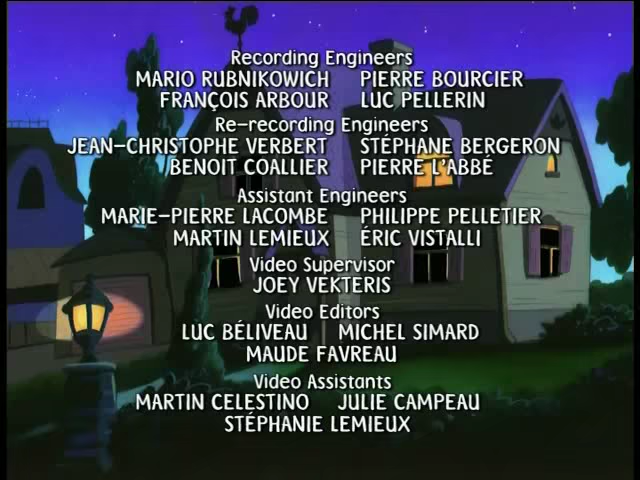 Recording Engineers
MARIO RUBNIKOWICH PIERRE BOURCIER
FRANÇOIS ARBOUR LUC PELLERIN
Re-recording Engineers
JEAN-CHRISTOPHE VERBERT STÉPHANE BERGERON
BENOIT COALLIER PIERRE L'ABBÉ
Assistant Engineers
MARIE-PIERRE LACOMBE PHILIPPE PELLETIER
MARTIN LEMIEUX ÉRIC VISTALLI
Video Supervisor
JOEY VEKTERIS
Video Editors
LUC BÉLIVEAU MICHEL SIMARD
MAUDE FAVREAU
Video Assistants
MARTIN CELESTINO JULIE CAMPEAU
STÉPHANIE LEMIEUX